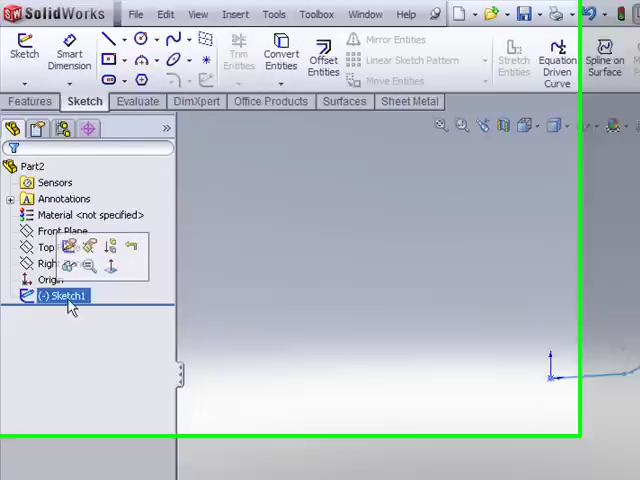 SolidWorks File Edit View Insert Tools Toolbox Window Help
Sketch Smart Dimension Trim Entities Convert Entities Offset Entities Mirror Entities Linear Sketch Pattern Move Entities Stretch Entities Equation Driven Curve Spline on Surface
Features Sketch Evaluate DimXpert Office Products Surfaces Sheet Metal
Part2
Sensors
Annotations
Material <not specified>
Front Plane
Top
Right
Origin
(-) Sketch1